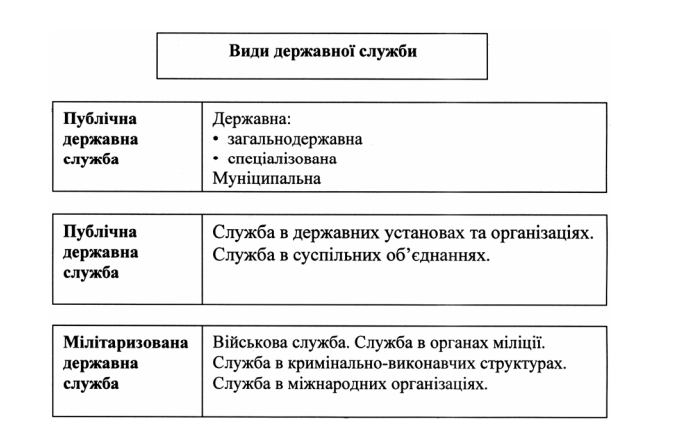 Види державної служби
Публічна
державна
служба
Державна:
• загальнодержавна
• спеціалізована
Муніципальна
Публічна
державна
служба
Служба в державних установах та організаціях.
Служба в суспільних об’єднаннях.
Мілітаризована
державна
служба
Військова служба. Служба в органах міліції.
Служба в кримінально-виконавчих структурах.
Служба в міжнародних організаціях.